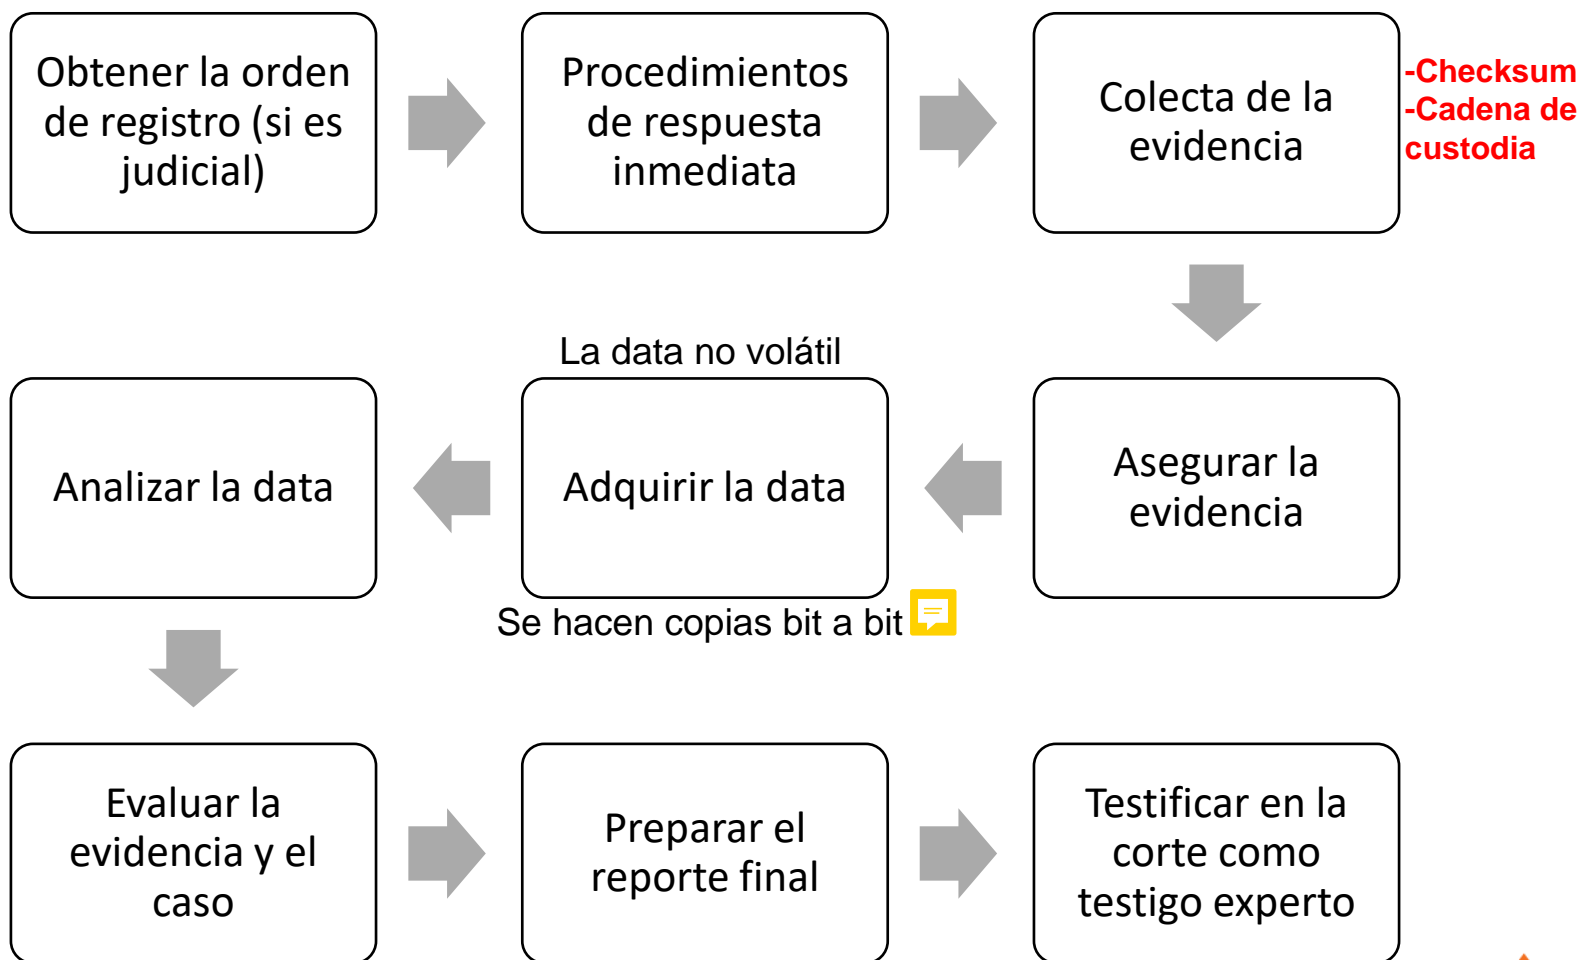 Obtener la orden
de registro (si es
judicial)
Procedimientos
de respuesta
inmediata
Colecta de la
evidencia
-Checksum
-Cadena de
custodia
Asegurar la
evidencia
La data no volátil
Adquirir la data
Se hacen copias bit a bit
Analizar la data
Evaluar la
evidencia y el
caso
Preparar el
reporte final
Testificar en la
corte como
testigo experto